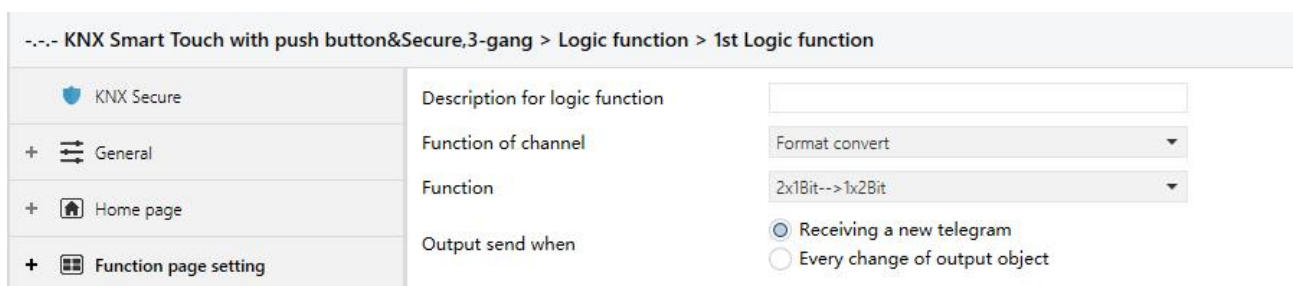 -.-.- KNX Smart Touch with push button&Secure,3-gang > Logic function > 1st Logic function
KNX Secure
+ General
+ Home page
+ Function page setting
Description for logic function
Function of channel Format convert
Function 2x1Bit-->1x2Bit
Output send when Receiving a new telegram
Every change of output object